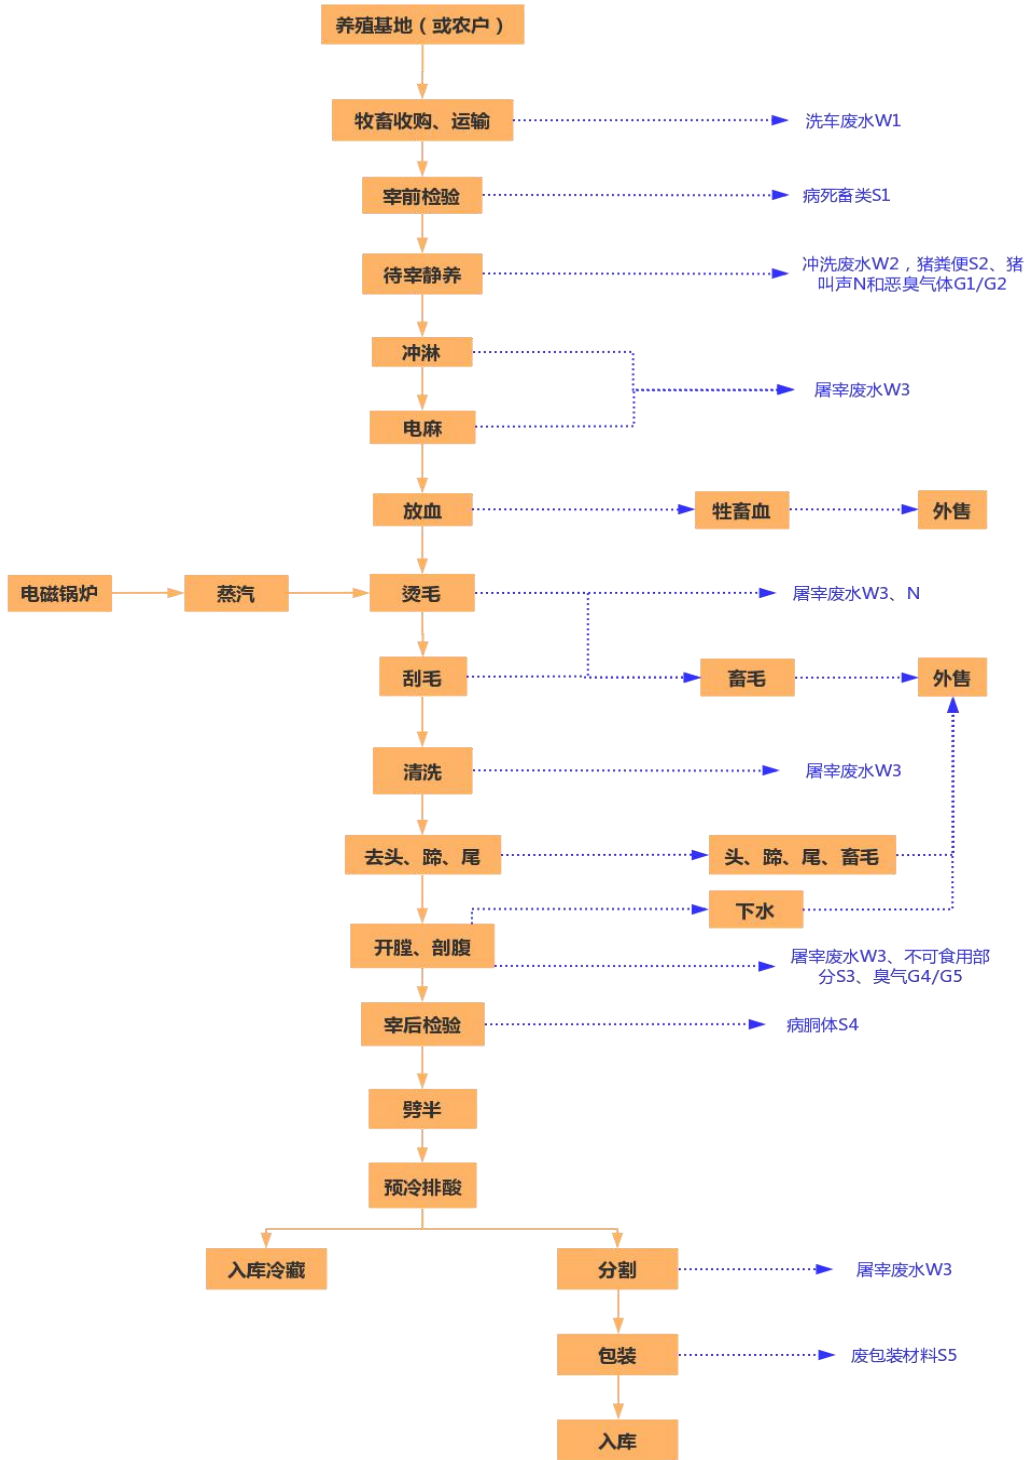 养殖基地（或农户）
牧畜收购、运输
洗车废水W1
宰前检验
病死畜类S1
待宰静养
冲洗废水W2，猪粪便S2、猪
叫声N和恶臭气体G1/G2
冲淋
屠宰废水W3
电麻
放血
牲畜血
外售
电磁锅炉
蒸汽
烫毛
屠宰废水W3、N
刮毛
畜毛
外售
清洗
屠宰废水W3
去头、蹄、尾
头、蹄、尾、畜毛
下水
开膛、剖腹
屠宰废水W3、不可食用部
分S3、臭气G4/G5
宰后检验
病胴体S4
劈半
预冷排酸
入库冷藏
分割
屠宰废水W3
包装
废包装材料S5
入库